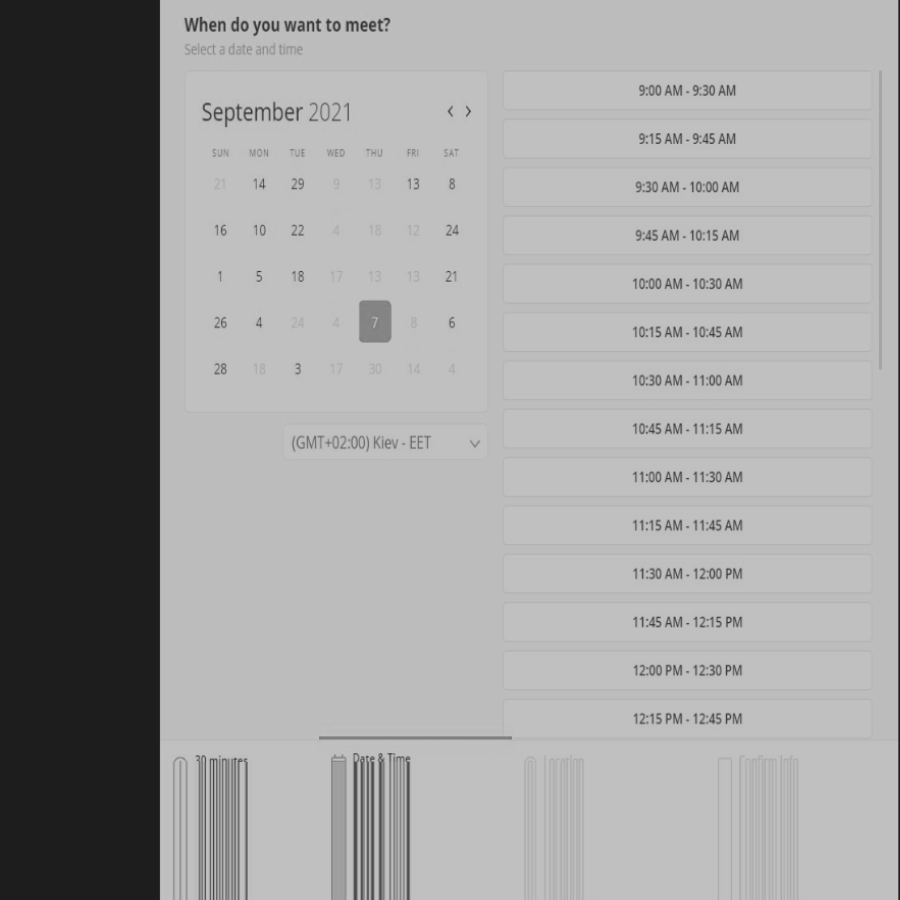 When do you want to meet?
Select a date and time
September 2021
SUN MON TUE WED THU FRI SAT
21 14 29 9 13 13 8
16 10 22 4 18 12 24
1 5 18 17 13 13 21
26 4 24 4 7 8 6
28 18 3 17 30 14 4
(GMT+02:00) Kiev - EET
9:00 AM - 9:30 AM
9:15 AM - 9:45 AM
9:30 AM - 10:00 AM
9:45 AM - 10:15 AM
10:00 AM - 10:30 AM
10:15 AM - 10:45 AM
10:30 AM - 11:00 AM
10:45 AM - 11:15 AM
11:00 AM - 11:30 AM
11:15 AM - 11:45 AM
11:30 AM - 12:00 PM
11:45 AM - 12:15 PM
12:00 PM - 12:30 PM
12:15 PM - 12:45 PM
30 minutes Date & Time Location Confirm Info